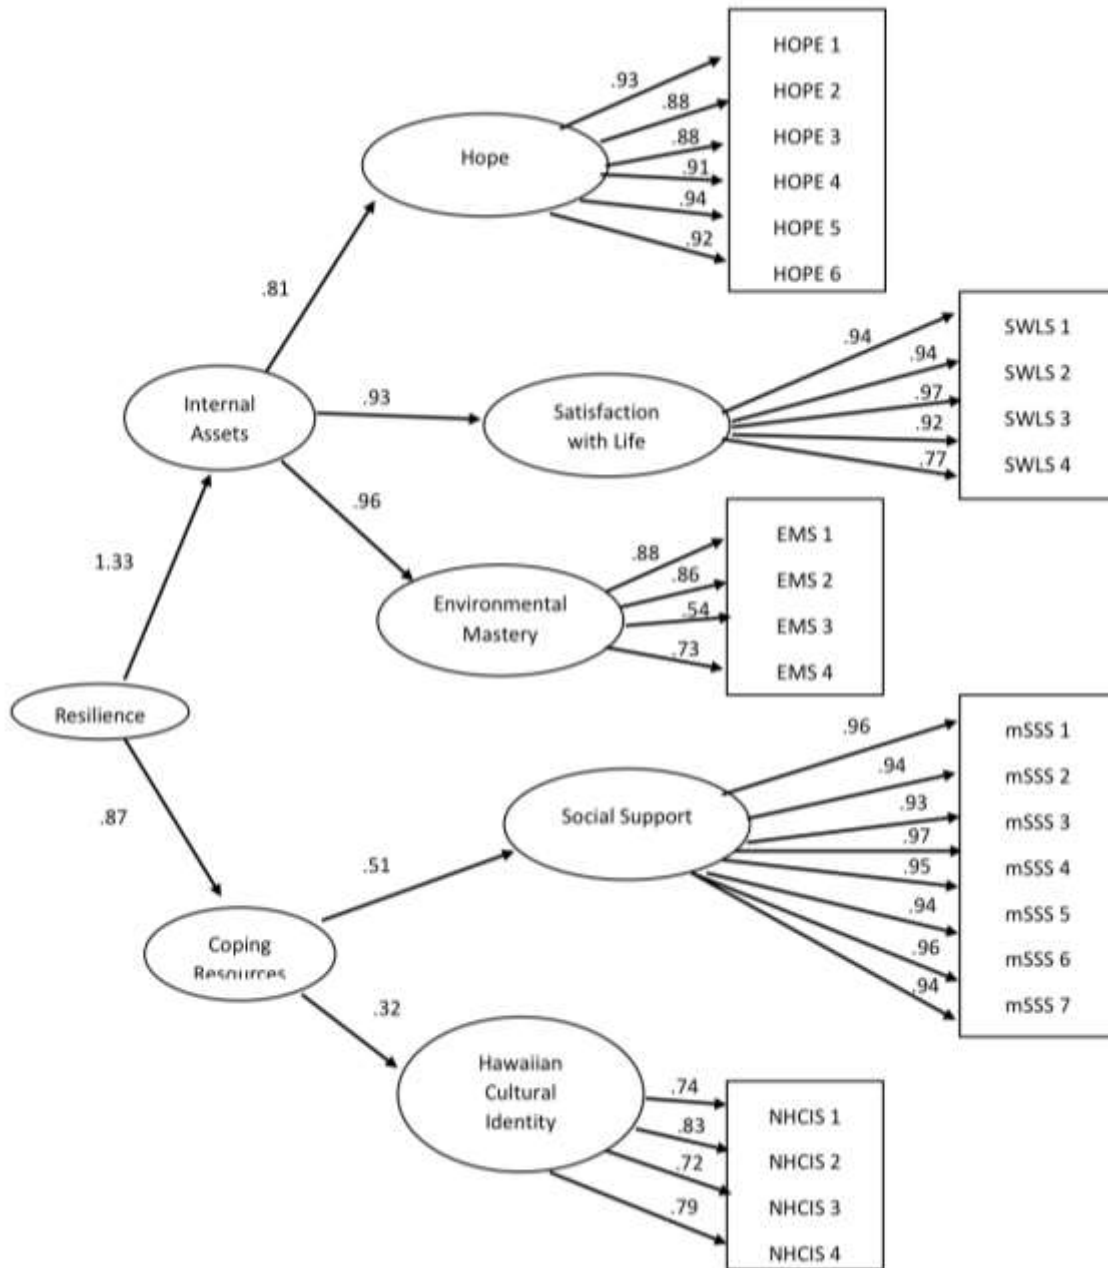 HOPE 1
.93
HOPE 2
.88
Hope
.88
HOPE 3
.91
HOPE 4
.94
HOPE 5
.92
HOPE 6
.81
Internal
Assets
.93
Satisfaction
with Life
.94
SWLS 1
.94
SWLS 2
.97
SWLS 3
.92
SWLS 4
.77
.96
Environmental
Mastery
.88
EMS 1
.86
EMS 2
.54
EMS 3
.73
EMS 4
1.33
Resilience
.87
Coping
Resources
.51
Social Support
.96
mSSS 1
.94
mSSS 2
.93
mSSS 3
.97
mSSS 4
.95
.94
mSSS 5
.96
mSSS 6
.94
mSSS 7
.32
Hawaiian
Cultural
Identity
.74
NHCIS 1
.83
NHCIS 2
.72
NHCIS 3
.79
NHCIS 4